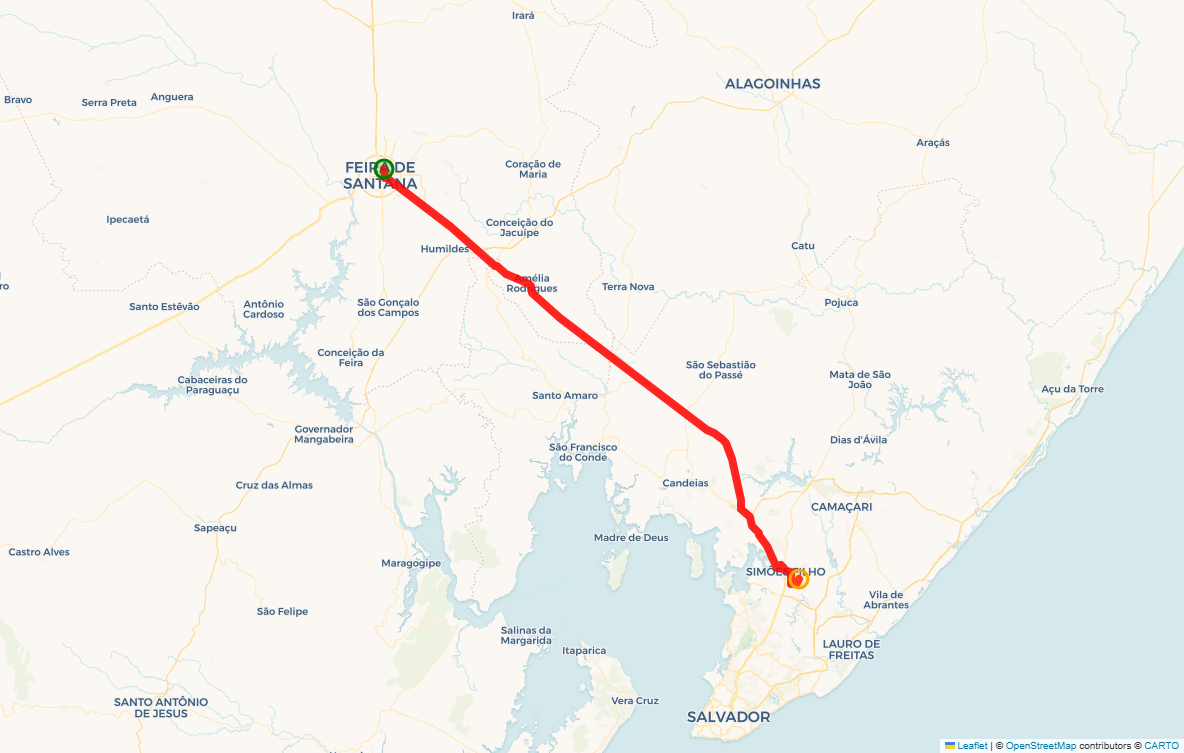 Irará
ALAGOINHAS
Bravo
Serra Preta
Anguera
Araçás
FEIRA DE
SANTANA
Coração de
Maria
Ipecaetá
Conceição do
Jacuípe
Humildes
Catu
Amélia
Rodrigues
Terra Nova
Santo Estêvão
Antônio
Cardoso
São Gonçalo
dos Campos
Pojuca
Conceição da
Feira
São Sebastião
do Passé
Mata de São
João
Cabaceiras do
Paraguaçu
Açu da Torre
Santo Amaro
Governador
Mangabeira
São Francisco
do Conde
Dias d'Ávila
Cruz das Almas
Candeias
CAMAÇARI
Sapeaçu
Madre de Deus
Castro Alves
Maragogipe
SIMÕES FILHO
Vila de
Abrantes
São Felipe
Salinas da
Margarida
Itaparica
LAURO DE
FREITAS
Vera Cruz
SANTO ANTÔNIO
DE JESUS
SALVADOR
Leaflet | © OpenStreetMap contributors © CARTO